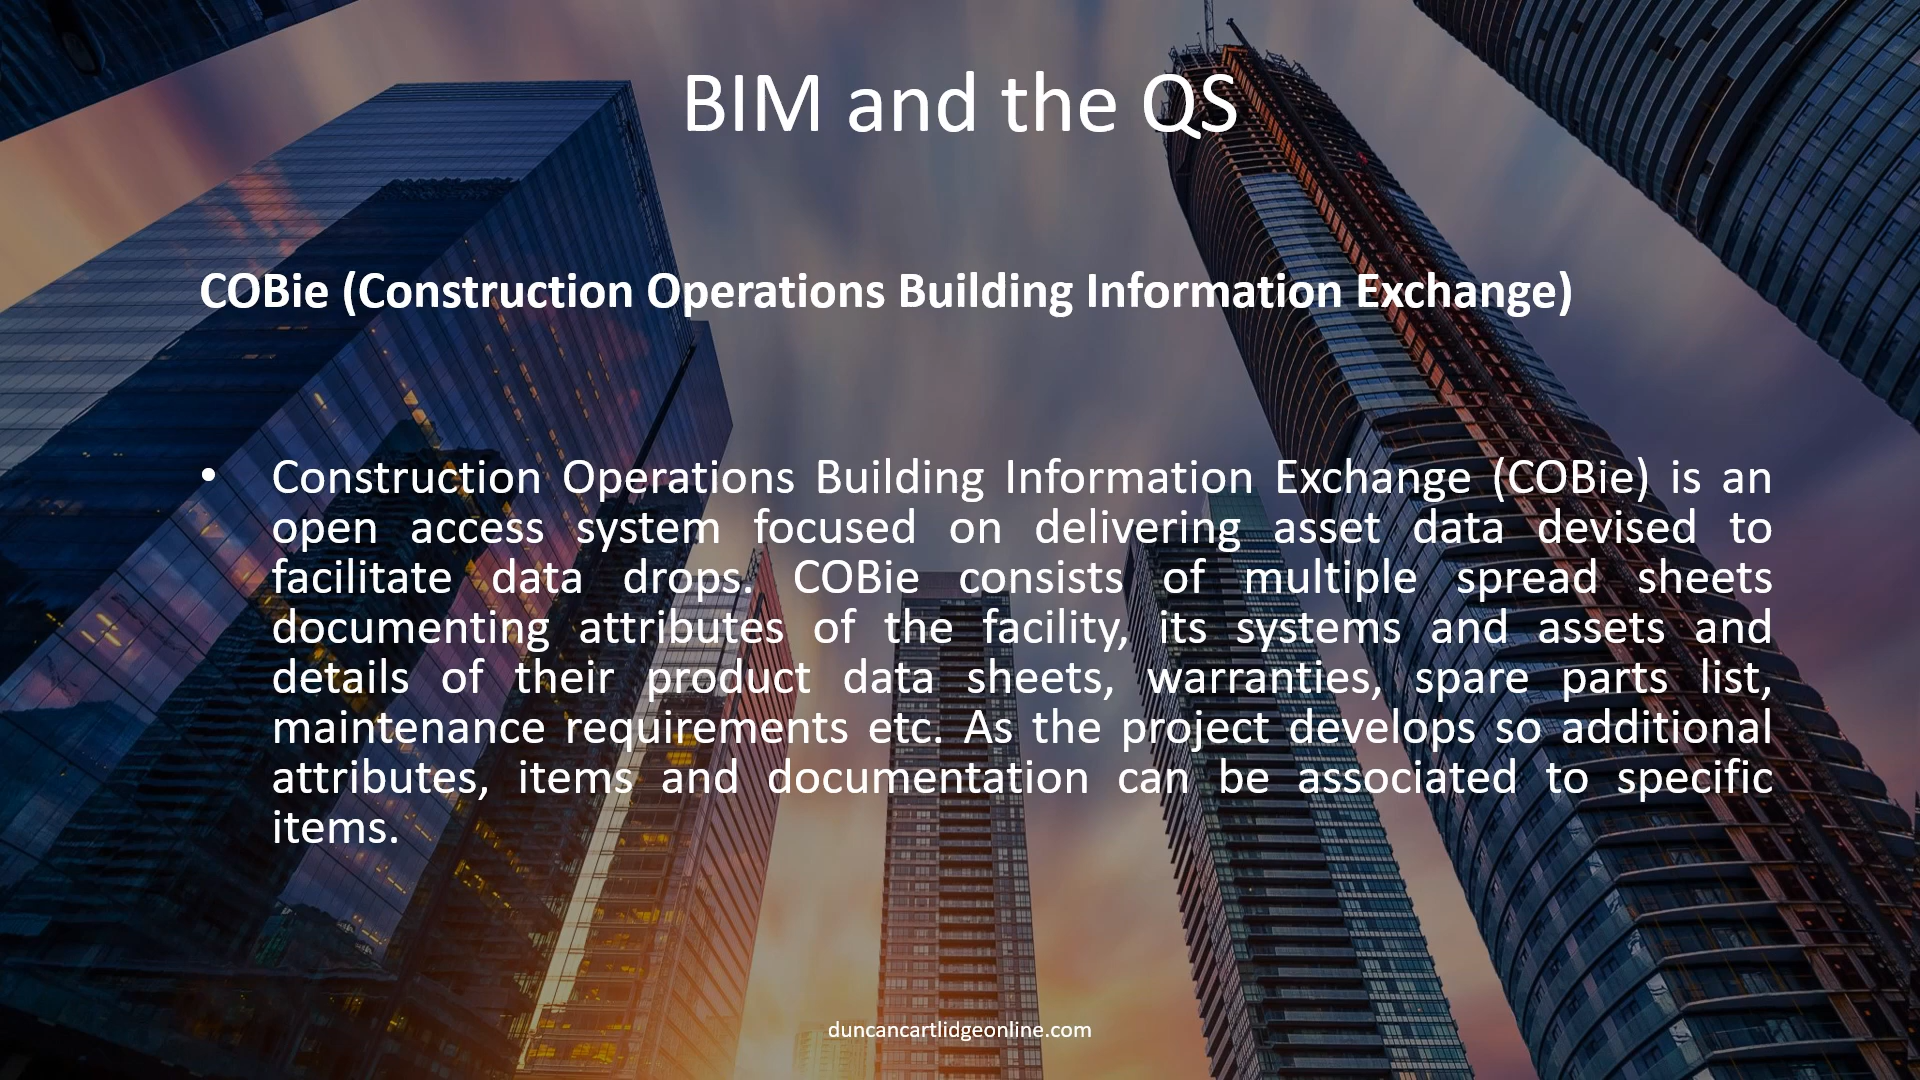 BIM and the QS
COBie (Construction Operations Building Information Exchange)
• Construction Operations Building Information Exchange (COBie) is an
open access system focused on delivering asset data devised to
facilitate data drops. COBie consists of multiple spread sheets
documenting attributes of the facility, its systems and assets and
details of their product data sheets, warranties, spare parts list,
maintenance requirements etc. As the project develops so additional
attributes, items and documentation can be associated to specific
items.
duncancartlidgeonline.com